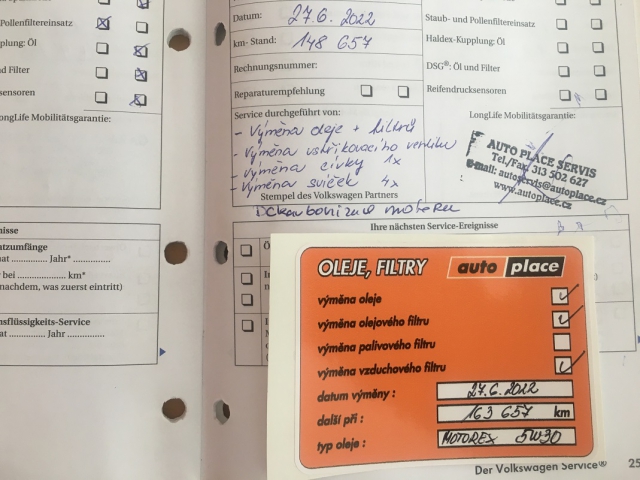 Pollenfiltereinsatz
kplung: Öl
und Filter
sensoren
LongLife Mobilitätsgarantie:
Datum: 27.6. 2022
km- Stand: 148 657
Rechnungsnummer:
Reparaturempfehlung
Service durchgeführt von:
- Výměna oleje + filtrů
- Výměna vstřikovacího ventilu
- Výměna cívky 1x
- Výměna svíček 4x
Stempel des Volkswagen Partners
Dekarbonizace motoru
Staub- und Pollenfiltereinsatz
Haldex-Kupplung: Öl
DSG®: Öl und Filter
Reifendrucksensoren
LongLife Mobilitätsgarantie:
AUTO PLACE SERVIS
Tel./Fax: 313 502 627
e-mail: autoservis@autoplace.cz
www.autoplace.cz
nisse
atzumfänge
Jahr*
bei km*
nachdem, was zuerst eintritt)
nsflüssigkeits-Service
at Jahr
Ihre nächsten Service-Ereignisse
OLEJE, FILTRY auto place
výměna oleje
výměna olejového filtru
výměna palivového filtru
výměna vzduchového filtru
datum výměny: 27.6.2022
další při: 163 657 km
typ oleje: MOTOREX 5W30
Der Volkswagen Service®
25